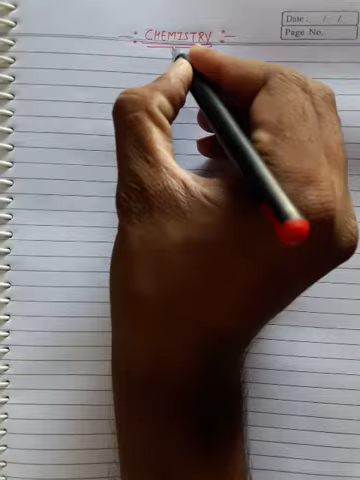 -: CHEMISTRY :-
Date: / /
Page No.